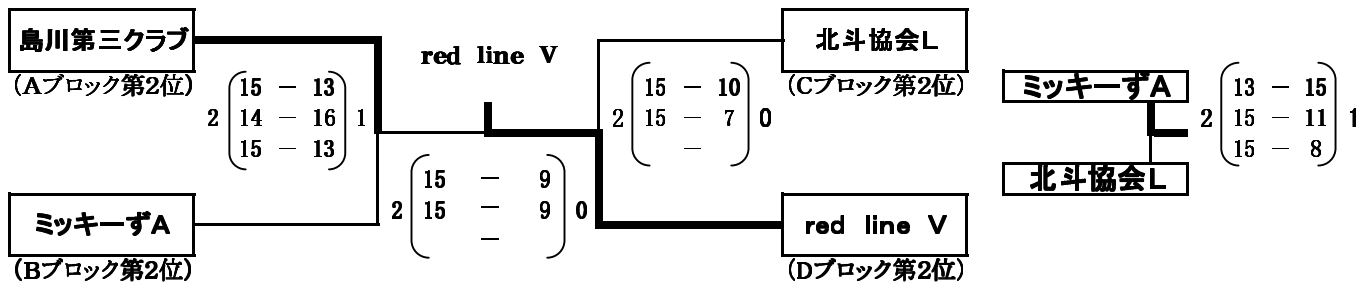 島川第三クラブ
(Aブロック第2位)
2 15 － 13 1
14 － 16
15 － 13
ミッキーずA
(Bブロック第2位)
red line V
2 15 － 9 0
15 － 9
－
北斗協会L
(Cブロック第2位)
2 15 － 10 0
15 － 7
－
red line V
(Dブロック第2位)
ミッキーずA
北斗協会L
2 13 － 15 1
15 － 11
15 － 8